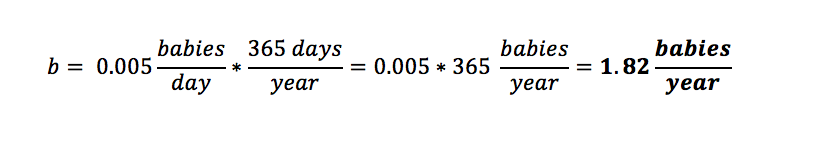 b = 0.005 babies/day * 365 days/year = 0.005 * 365 babies/year = 1.82 babies/year